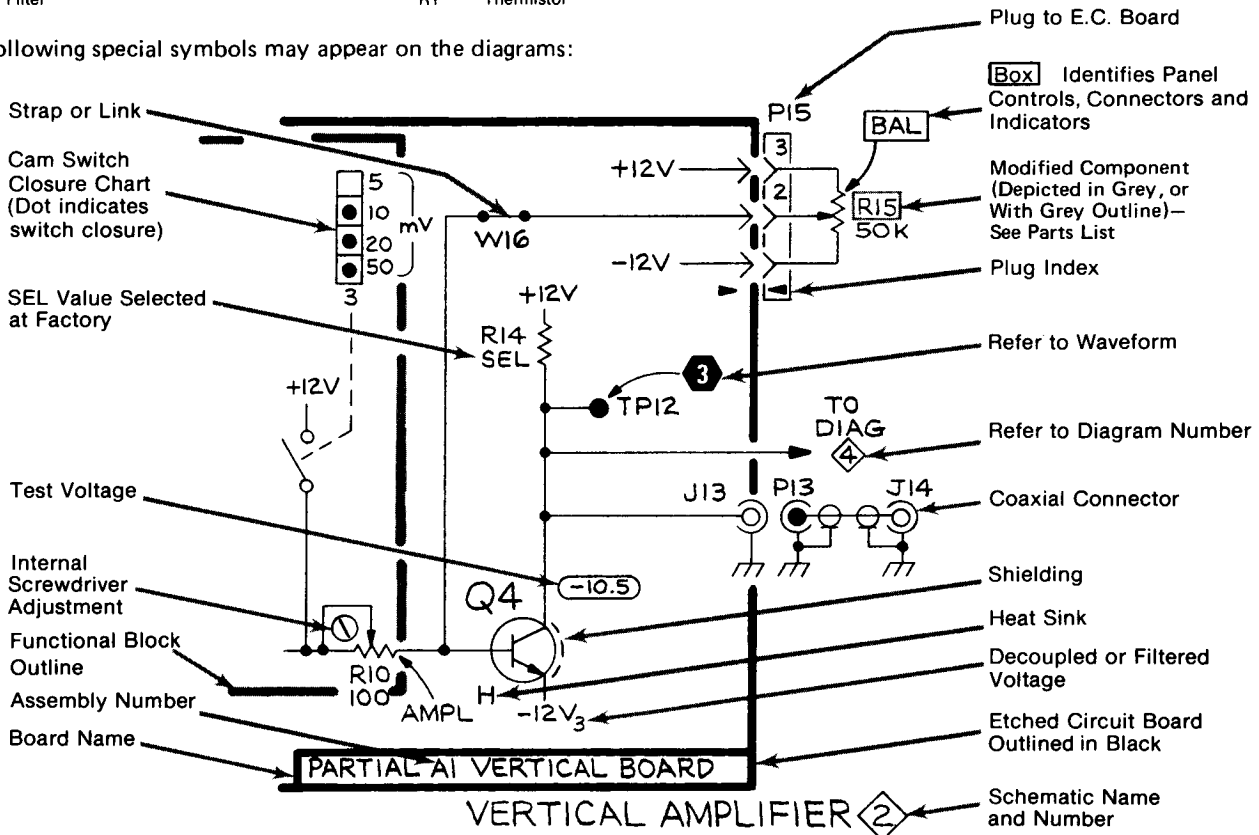 Filter
RT Thermistor
ollowing special symbols may appear on the diagrams:
Plug to E.C. Board
Box Identifies Panel
Controls, Connectors and
Indicators
Modified Component
(Depicted in Grey, or
With Grey Outline)—
See Parts List
Plug Index
Refer to Waveform
Refer to Diagram Number
Coaxial Connector
Shielding
Heat Sink
Decoupled or Filtered
Voltage
Etched Circuit Board
Outlined in Black
Schematic Name
and Number
Strap or Link
Cam Switch
Closure Chart
(Dot indicates
switch closure)
SEL Value Selected
at Factory
Test Voltage
Internal
Screwdriver
Adjustment
Functional Block
Outline
Assembly Number
Board Name
5
10
20
50
mV
3
+12V
W16
+12V
-12V
P15
3
2
BAL
R15
50K
+12V
R14
SEL
3
TP12
TO
DIAG
4
J13
P13
J14
-10.5
Q4
H
-12V3
R10
100
AMPL
PARTIAL A1 VERTICAL BOARD
VERTICAL AMPLIFIER 2